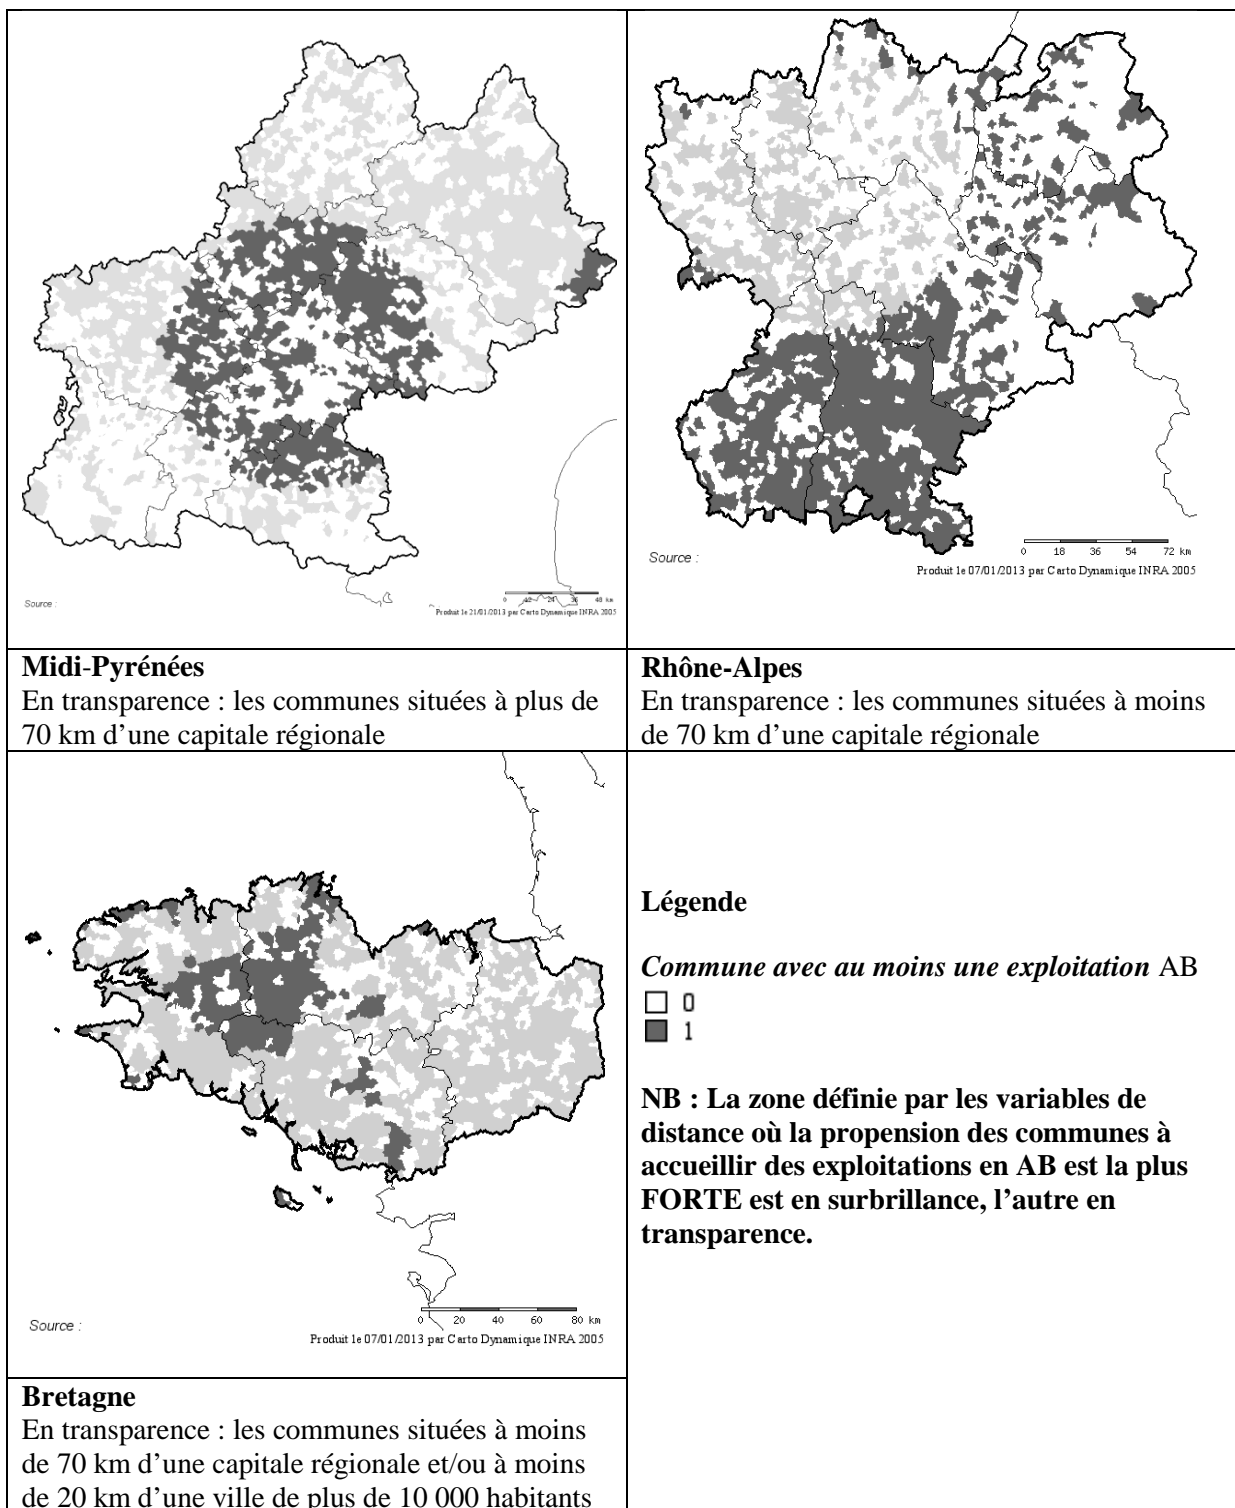 Source :
0 12 24 36 48 km
Produit le 21/01/2013 par Carto Dynamique INRA 2005
Source :
0 18 36 54 72 km
Produit le 07/01/2013 par Carto Dynamique INRA 2005
Midi-Pyrénées
En transparence : les communes situées à plus de
70 km d’une capitale régionale
Rhône-Alpes
En transparence : les communes situées à moins
de 70 km d’une capitale régionale
Source :
0 20 40 60 80 km
Produit le 07/01/2013 par Carto Dynamique INRA 2005
Légende
Commune avec au moins une exploitation AB
0
1
NB : La zone définie par les variables de
distance où la propension des communes à
accueillir des exploitations en AB est la plus
FORTE est en surbrillance, l’autre en
transparence.
Bretagne
En transparence : les communes situées à moins
de 70 km d’une capitale régionale et/ou à moins
de 20 km d’une ville de plus de 10 000 habitants